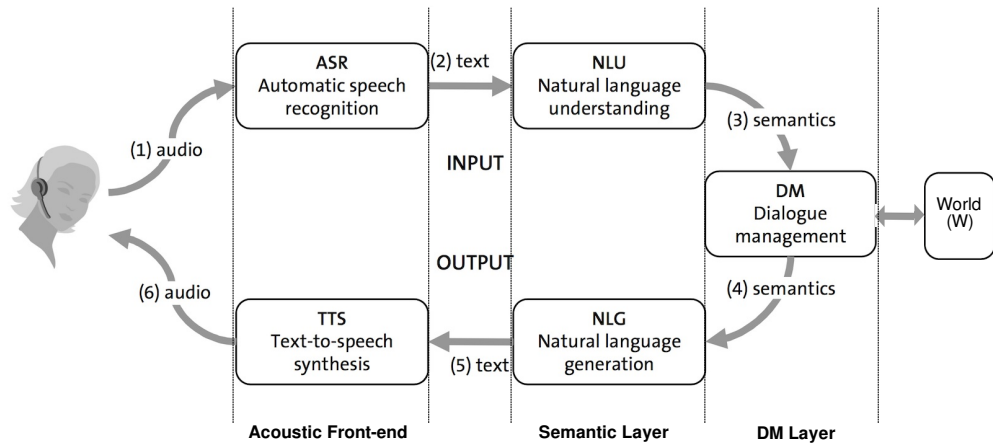 ASR
Automatic speech
recognition
(2) text
NLU
Natural language
understanding
(1) audio
(3) semantics
INPUT
DM
Dialogue
management
World
(W)
OUTPUT
(6) audio
(4) semantics
TTS
Text-to-speech
synthesis
(5) text
NLG
Natural language
generation
Acoustic Front-end
Semantic Layer
DM Layer